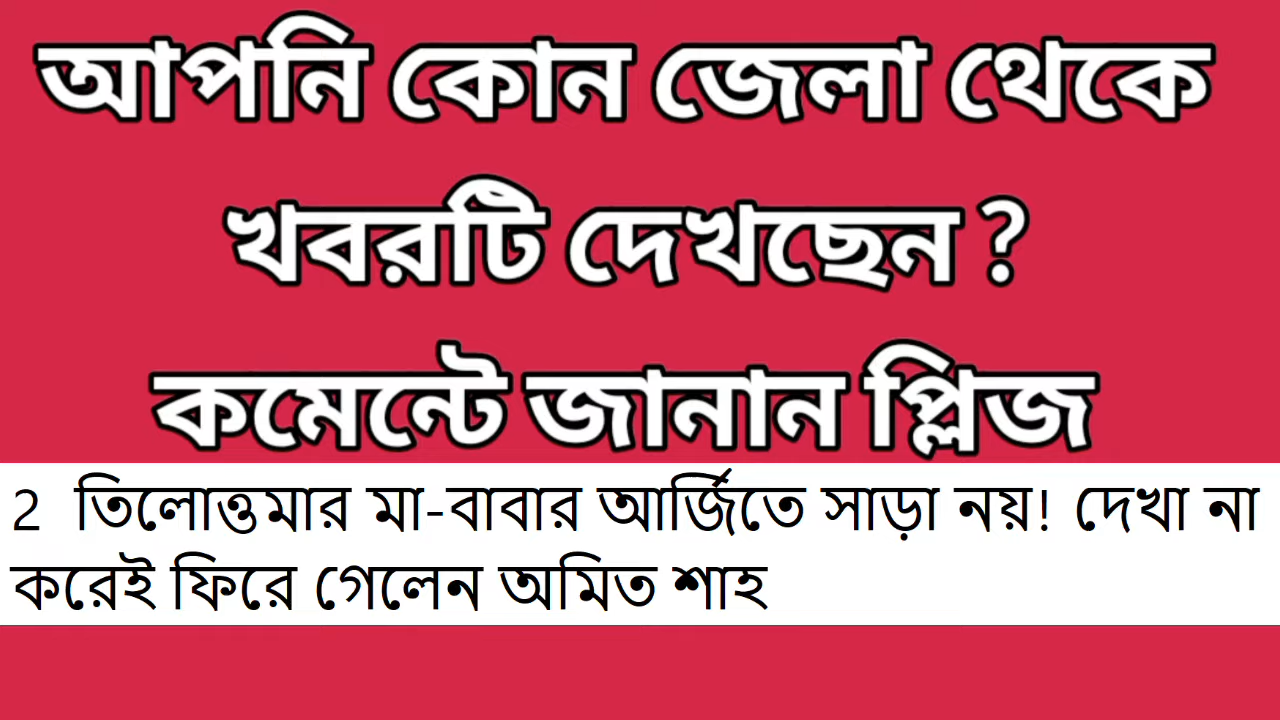 আপনি কোন জেলা থেকে
খবরটি দেখছেন ?
কমেন্টে জানান প্লিজ
2 তিলোত্তমার মা-বাবার আর্জিতে সাড়া নয়! দেখা না
করেই ফিরে গেলেন অমিত শাহ